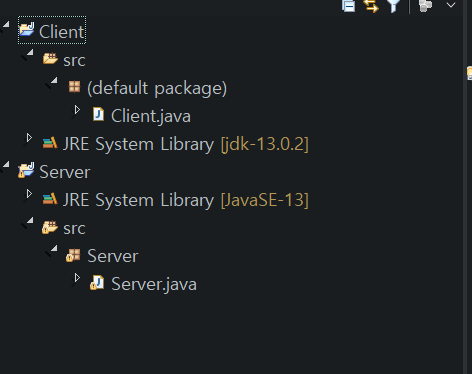 Client
src
(default package)
Client.java
JRE System Library [jdk-13.0.2]
Server
JRE System Library [JavaSE-13]
src
Server
Server.java